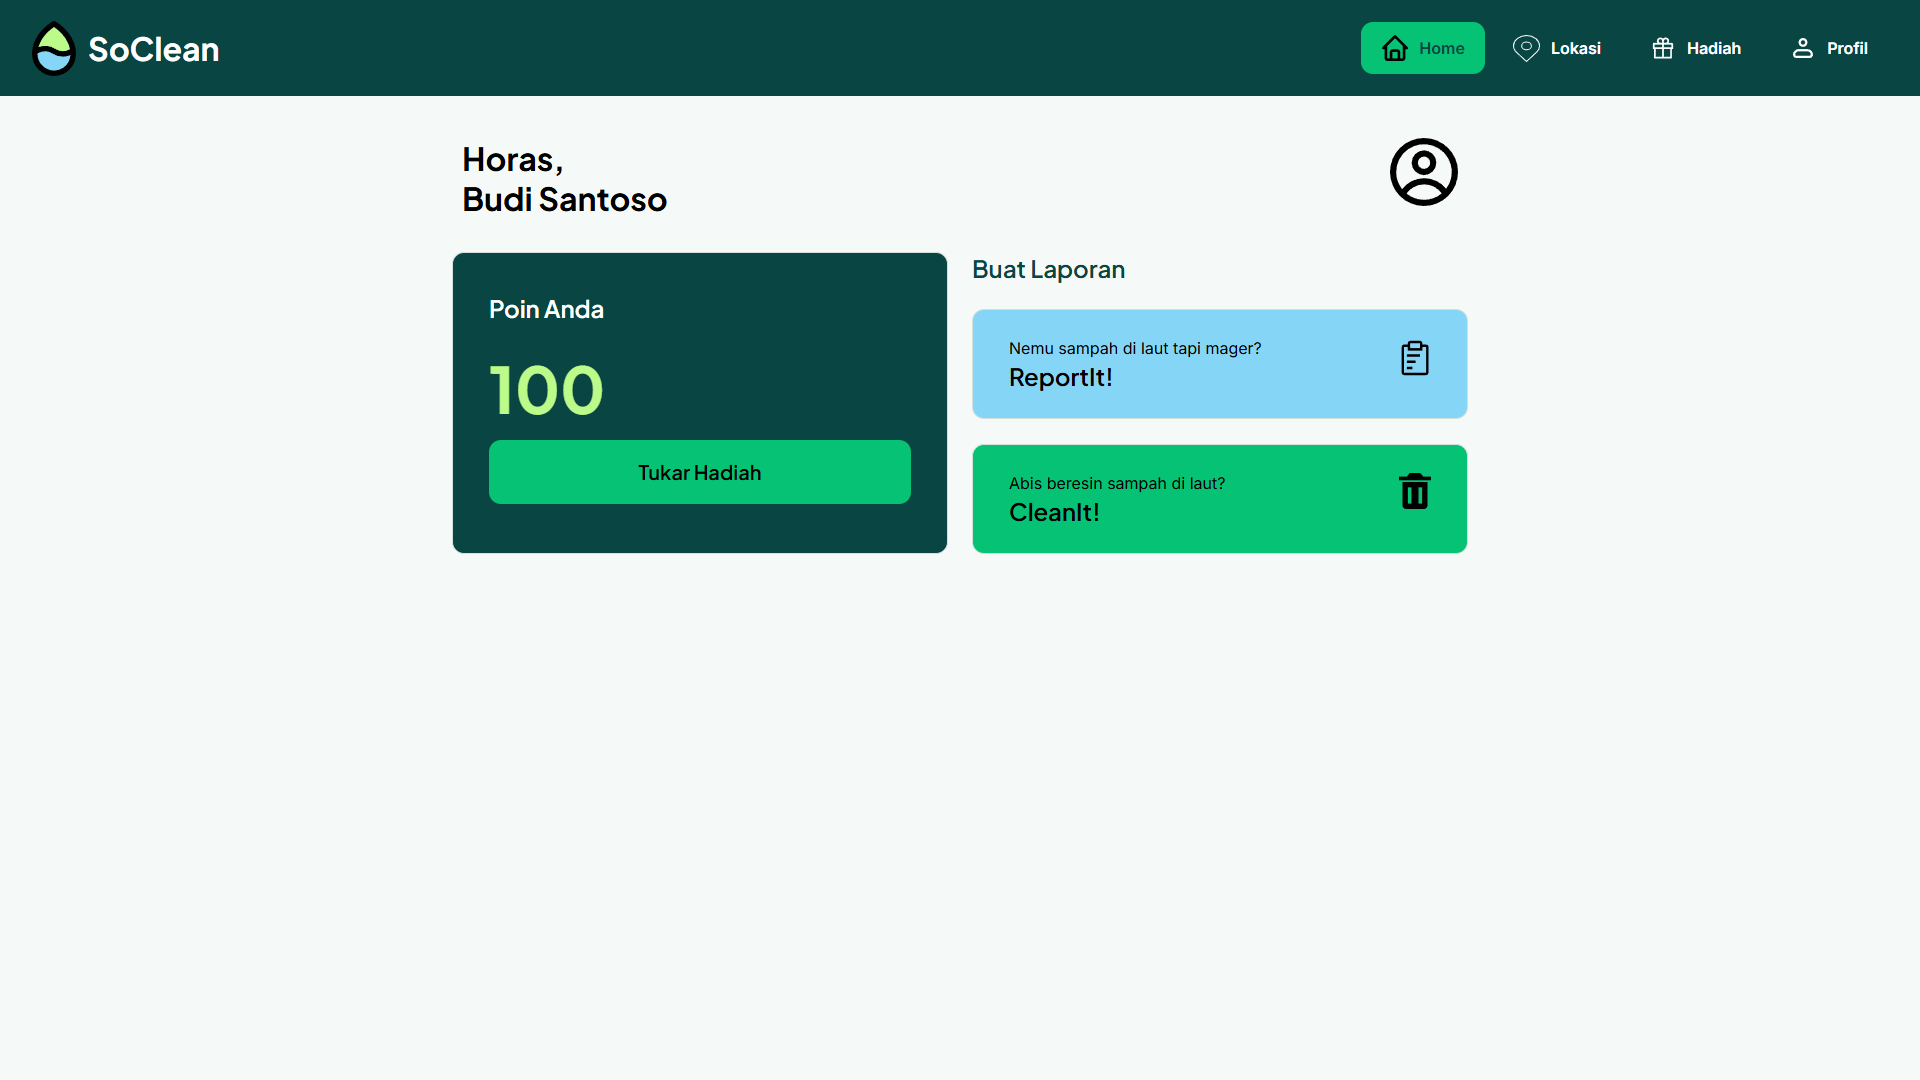 SoClean
Home
Lokasi
Hadiah
Profil
Horas,
Budi Santoso
Poin Anda
100
Tukar Hadiah
Buat Laporan
Nemu sampah di laut tapi mager?
ReportIt!
Abis beresin sampah di laut?
CleanIt!